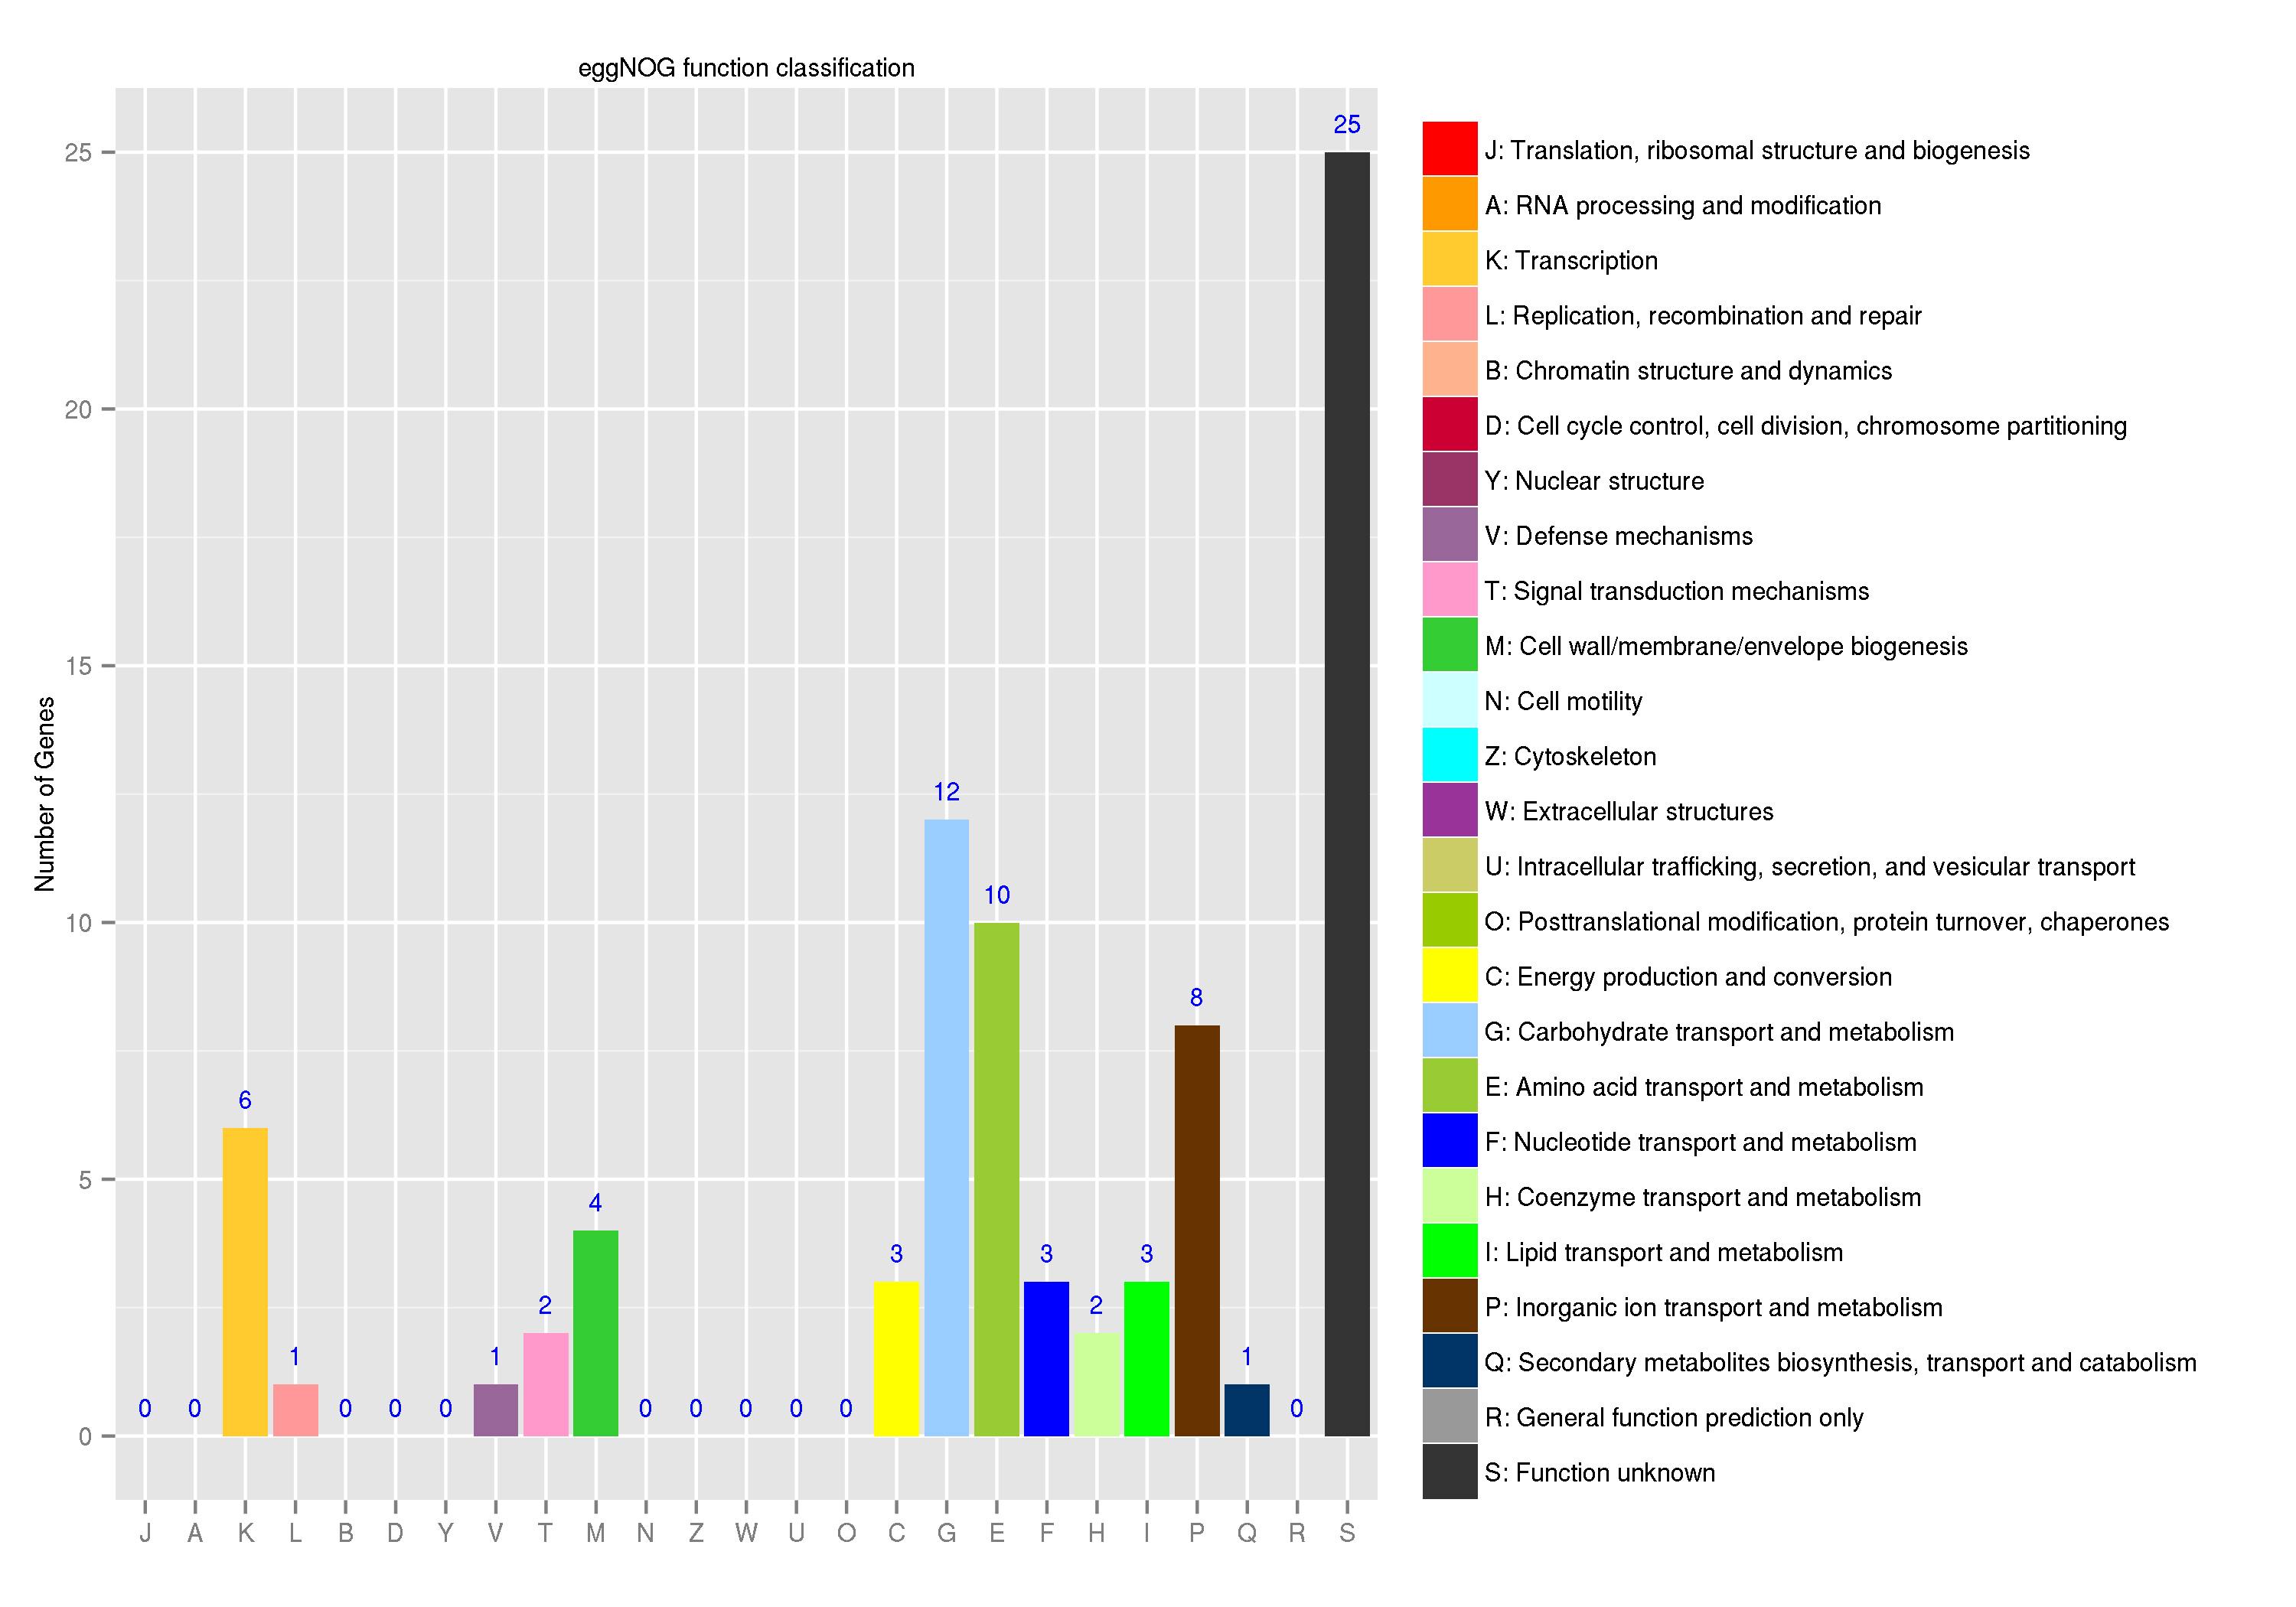 eggNOG function classification
25
25
20
15
12
10
10
8
6
5
4
3
3
3
2
2
1
1
1
0
0
0
0
0
0
0
0
0
0
0
0
Number of Genes
J A K L B D Y V T M N Z W U O C G E F H I P Q R S
J: Translation, ribosomal structure and biogenesis
A: RNA processing and modification
K: Transcription
L: Replication, recombination and repair
B: Chromatin structure and dynamics
D: Cell cycle control, cell division, chromosome partitioning
Y: Nuclear structure
V: Defense mechanisms
T: Signal transduction mechanisms
M: Cell wall/membrane/envelope biogenesis
N: Cell motility
Z: Cytoskeleton
W: Extracellular structures
U: Intracellular trafficking, secretion, and vesicular transport
O: Posttranslational modification, protein turnover, chaperones
C: Energy production and conversion
G: Carbohydrate transport and metabolism
E: Amino acid transport and metabolism
F: Nucleotide transport and metabolism
H: Coenzyme transport and metabolism
I: Lipid transport and metabolism
P: Inorganic ion transport and metabolism
Q: Secondary metabolites biosynthesis, transport and catabolism
R: General function prediction only
S: Function unknown